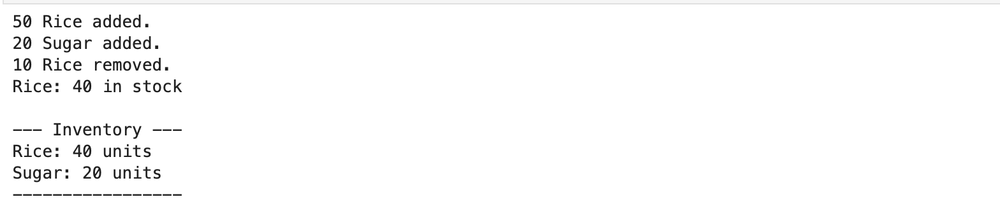 50 Rice added.
20 Sugar added.
10 Rice removed.
Rice: 40 in stock

--- Inventory ---
Rice: 40 units
Sugar: 20 units
-----------------